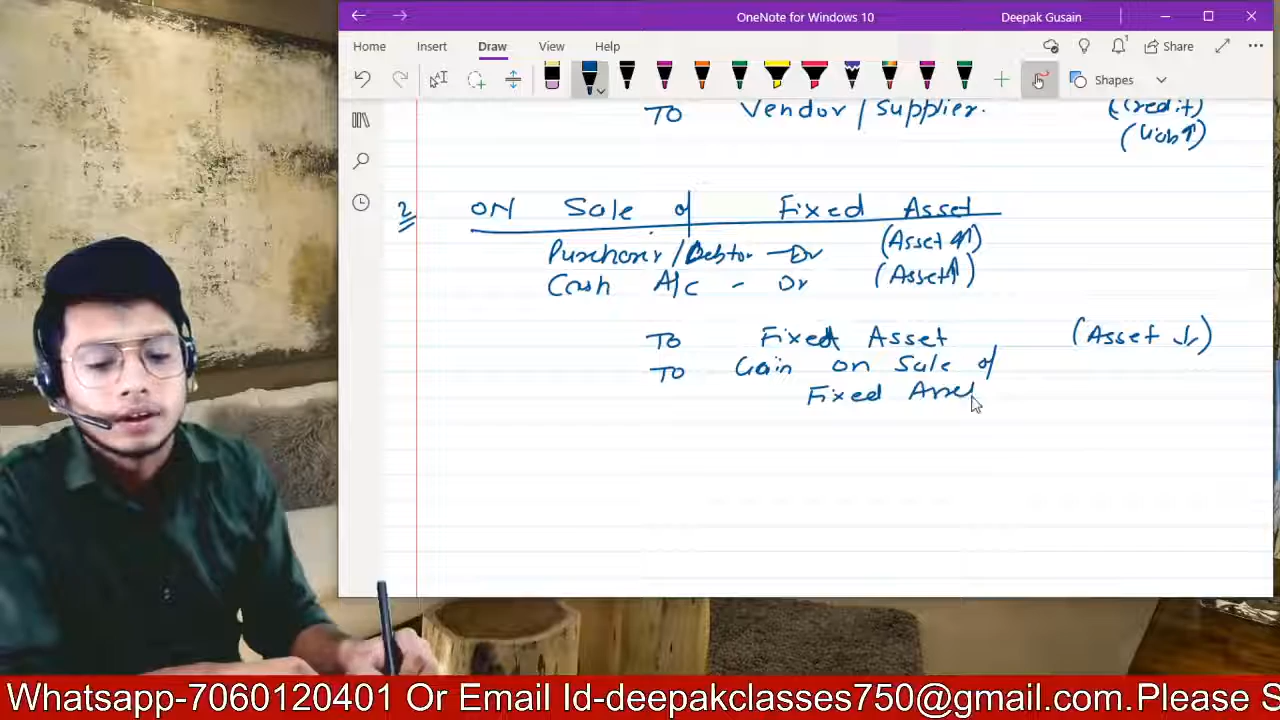 OneNote for Windows 10
Deepak Gusain
Home Insert Draw View Help Share
Shapes
TO Vendor / Supplier. (Credit)
(Liab↑)
2 ON Sale of Fixed Asset
Purchaser / Debtor - Dr (Asset ↑)
Cash A/c - Dr (Asset↑)
TO Fixed Asset (Asset ↓)
TO Gain on Sale of
Fixed Asse
Whatsapp-7060120401 Or Email Id-deepakclasses750@gmail.com.Please S